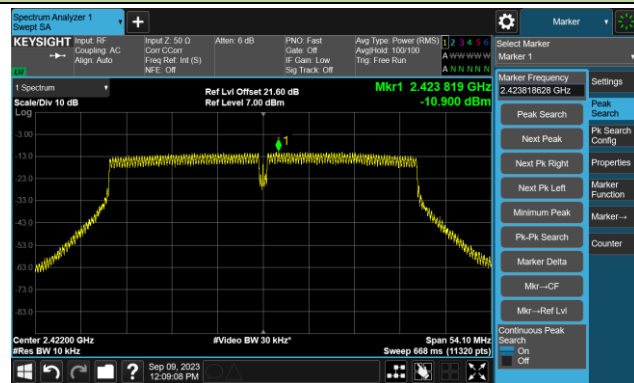 Spectrum Analyzer 1
Swept SA
Marker
KEYSIGHT
Input: RF
Coupling: AC
Align: Auto
Input Z: 50 Ω
Corr CCorr
Freq Ref: Int (S)
NFE: Off
Atten: 6 dB
PNO: Fast
Gate: Off
IF Gain: Low
Sig Track: Off
Avg Type: Power (RMS)
Avg|Hold: 100/100
Trig: Free Run
1 2 3 4 5 6
A W W W W W
A N N N N N
Select Marker
Marker 1
1 Spectrum
Scale/Div 10 dB
Log
Ref Lvl Offset 21.60 dB
Ref Level 7.00 dBm
Mkr1 2.423 819 GHz
-10.900 dBm
-3.00
-13.0
-23.0
-33.0
-43.0
-53.0
-63.0
-73.0
-83.0
1
Center 2.42200 GHz
#Res BW 10 kHz
#Video BW 30 kHz*
Span 54.10 MHz
Sweep 668 ms (11320 pts)
Marker Frequency
2.423818628 GHz
Peak Search
Next Peak
Next Pk Right
Next Pk Left
Minimum Peak
Pk-Pk Search
Marker Delta
Mkr→CF
Mkr→Ref Lvl
Continuous Peak
Search
On
Off
Settings
Peak
Search
Pk Search
Config
Properties
Marker
Function
Marker→
Counter
Sep 09, 2023
12:09:08 PM